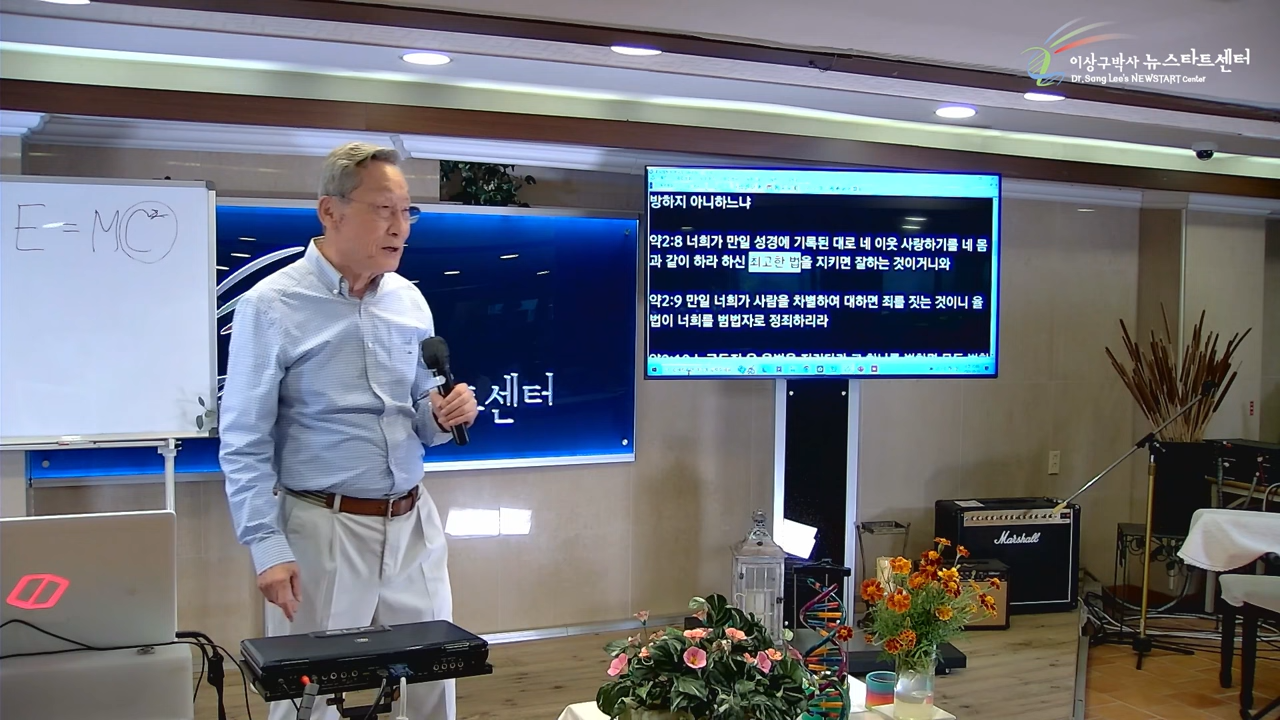 이상구박사 뉴스타트센터
Dr. Sang Lee's NEWSTART Center
E = MC²
방하지 아니하느냐
약2:8 너희가 만일 성경에 기록된 대로 네 이웃 사랑하기를 네 몸
과 같이 하라 하신 최고한 법을 지키면 잘하는 것이거니와
약2:9 만일 너희가 사람을 차별하여 대하면 죄를 짓는 것이니 율
법이 너희를 범법자로 정죄하리라
센터
Marshall